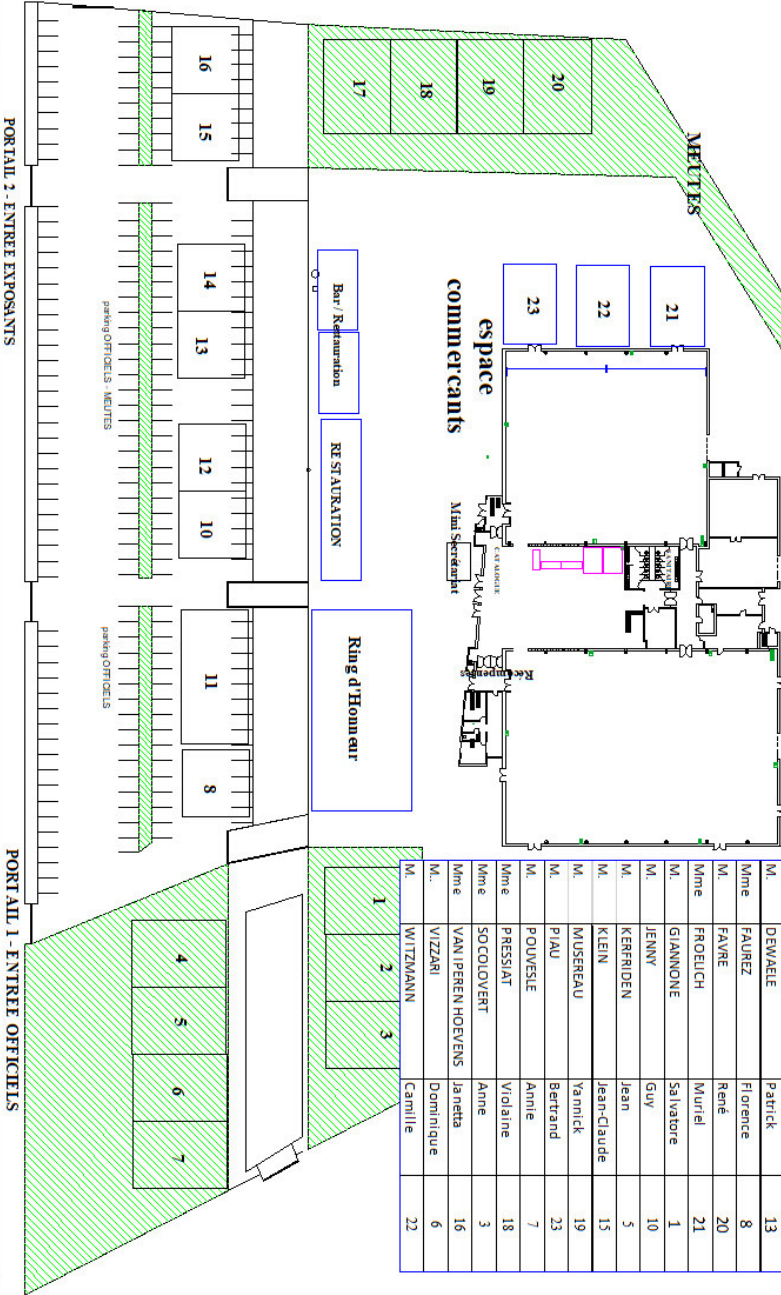 M. DEWAELE Patrick 13
Mme FAUREZ Florence 8
M. FAVRE René 20
Mme FROELICH Muriel 21
M. GIANNONE Salvatore 1
M. JENNY Guy 10
M. KERFRIDEN Jean 5
M. KLEIN Jean-Claude 15
M. MUSEREAU Yannick 19
M. PIAU Bertrand 23
M. POUVESLE Annie 7
Mme PRESSIAT Violaine 18
Mme SOCOLOVERT Anne 3
Mme VAN IPEREN HOEVENS Janetta 16
M. VIZZARI Dominique 6
M. WITZMANN Camille 22
MEUTES
21
22
23
SANITAIRE
CATALOGUE
Récompenses
Mini Secrétariat
espace
commercants
20
19
18
17
Bar / Restauration
RESTAURATION
Ring d'Honneur
1
2
3
16
15
14
13
12
10
11
8
4
5
6
7
parking OFFICIELS - MEUTES
parking OFFICIELS
PORTAIL 2 - ENTREE EXPOSANTS
PORTAIL 1 - ENTREE OFFICIELS